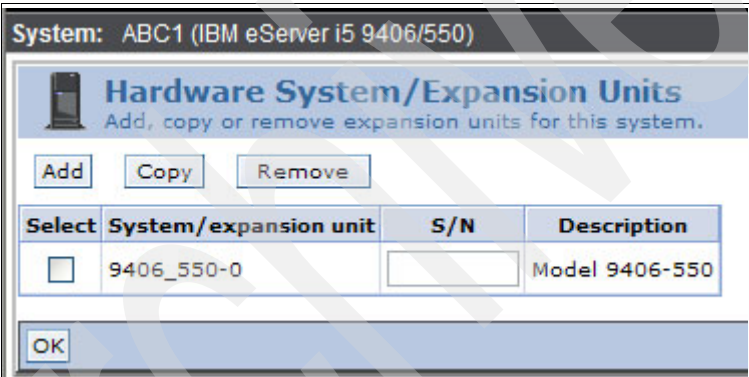 System: ABC1 (IBM eServer i5 9406/550)
Hardware System/Expansion Units
Add, copy or remove expansion units for this system.
Add Copy Remove
Select System/expansion unit S/N Description
9406_550-0 Model 9406-550
OK